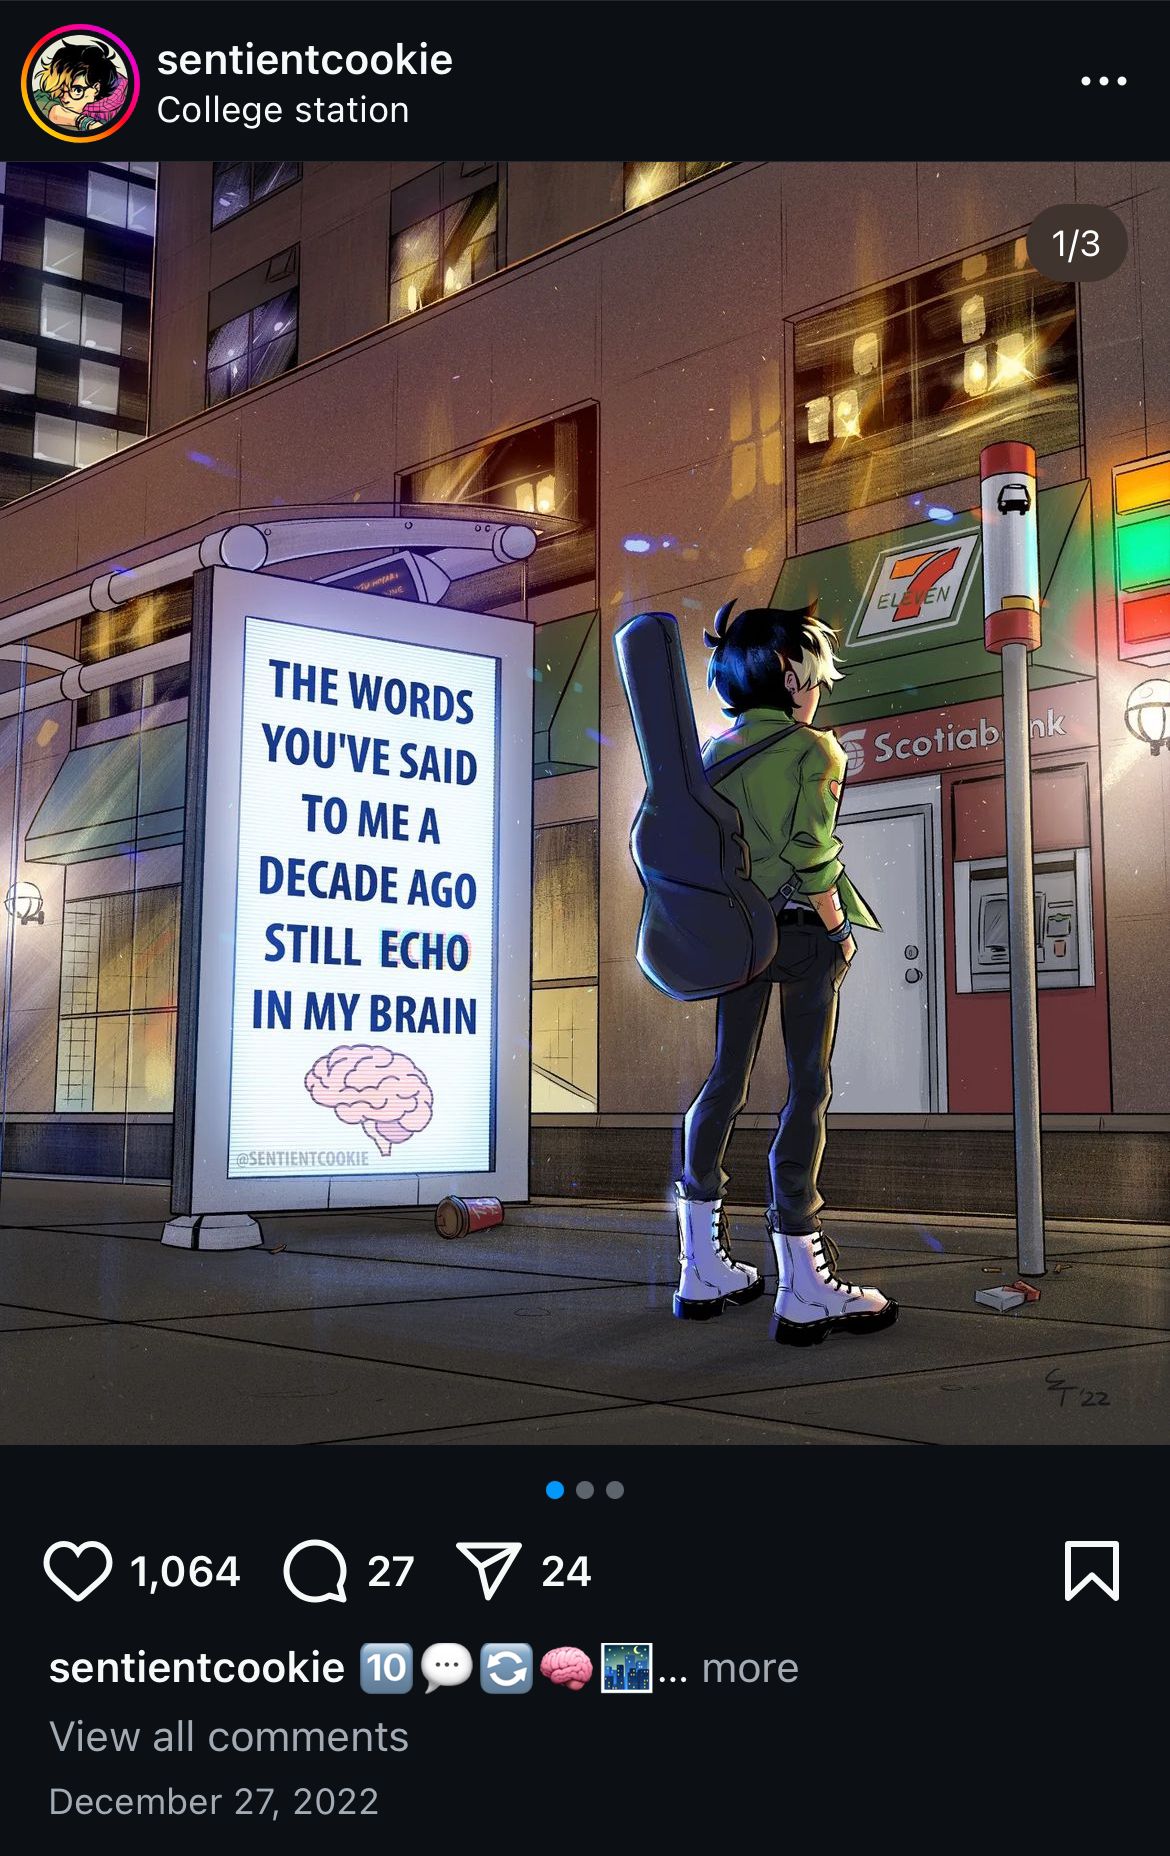 sentientcookie
College station
1/3
7
ELEVEN
THE WORDS
YOU'VE SAID
TO ME A
DECADE AGO
STILL ECHO
IN MY BRAIN
@SENTIENTCOOKIE
Scotiab nk
'22
1,064 27 24
sentientcookie 🔟💬🔄🧠🌃... more
View all comments
December 27, 2022